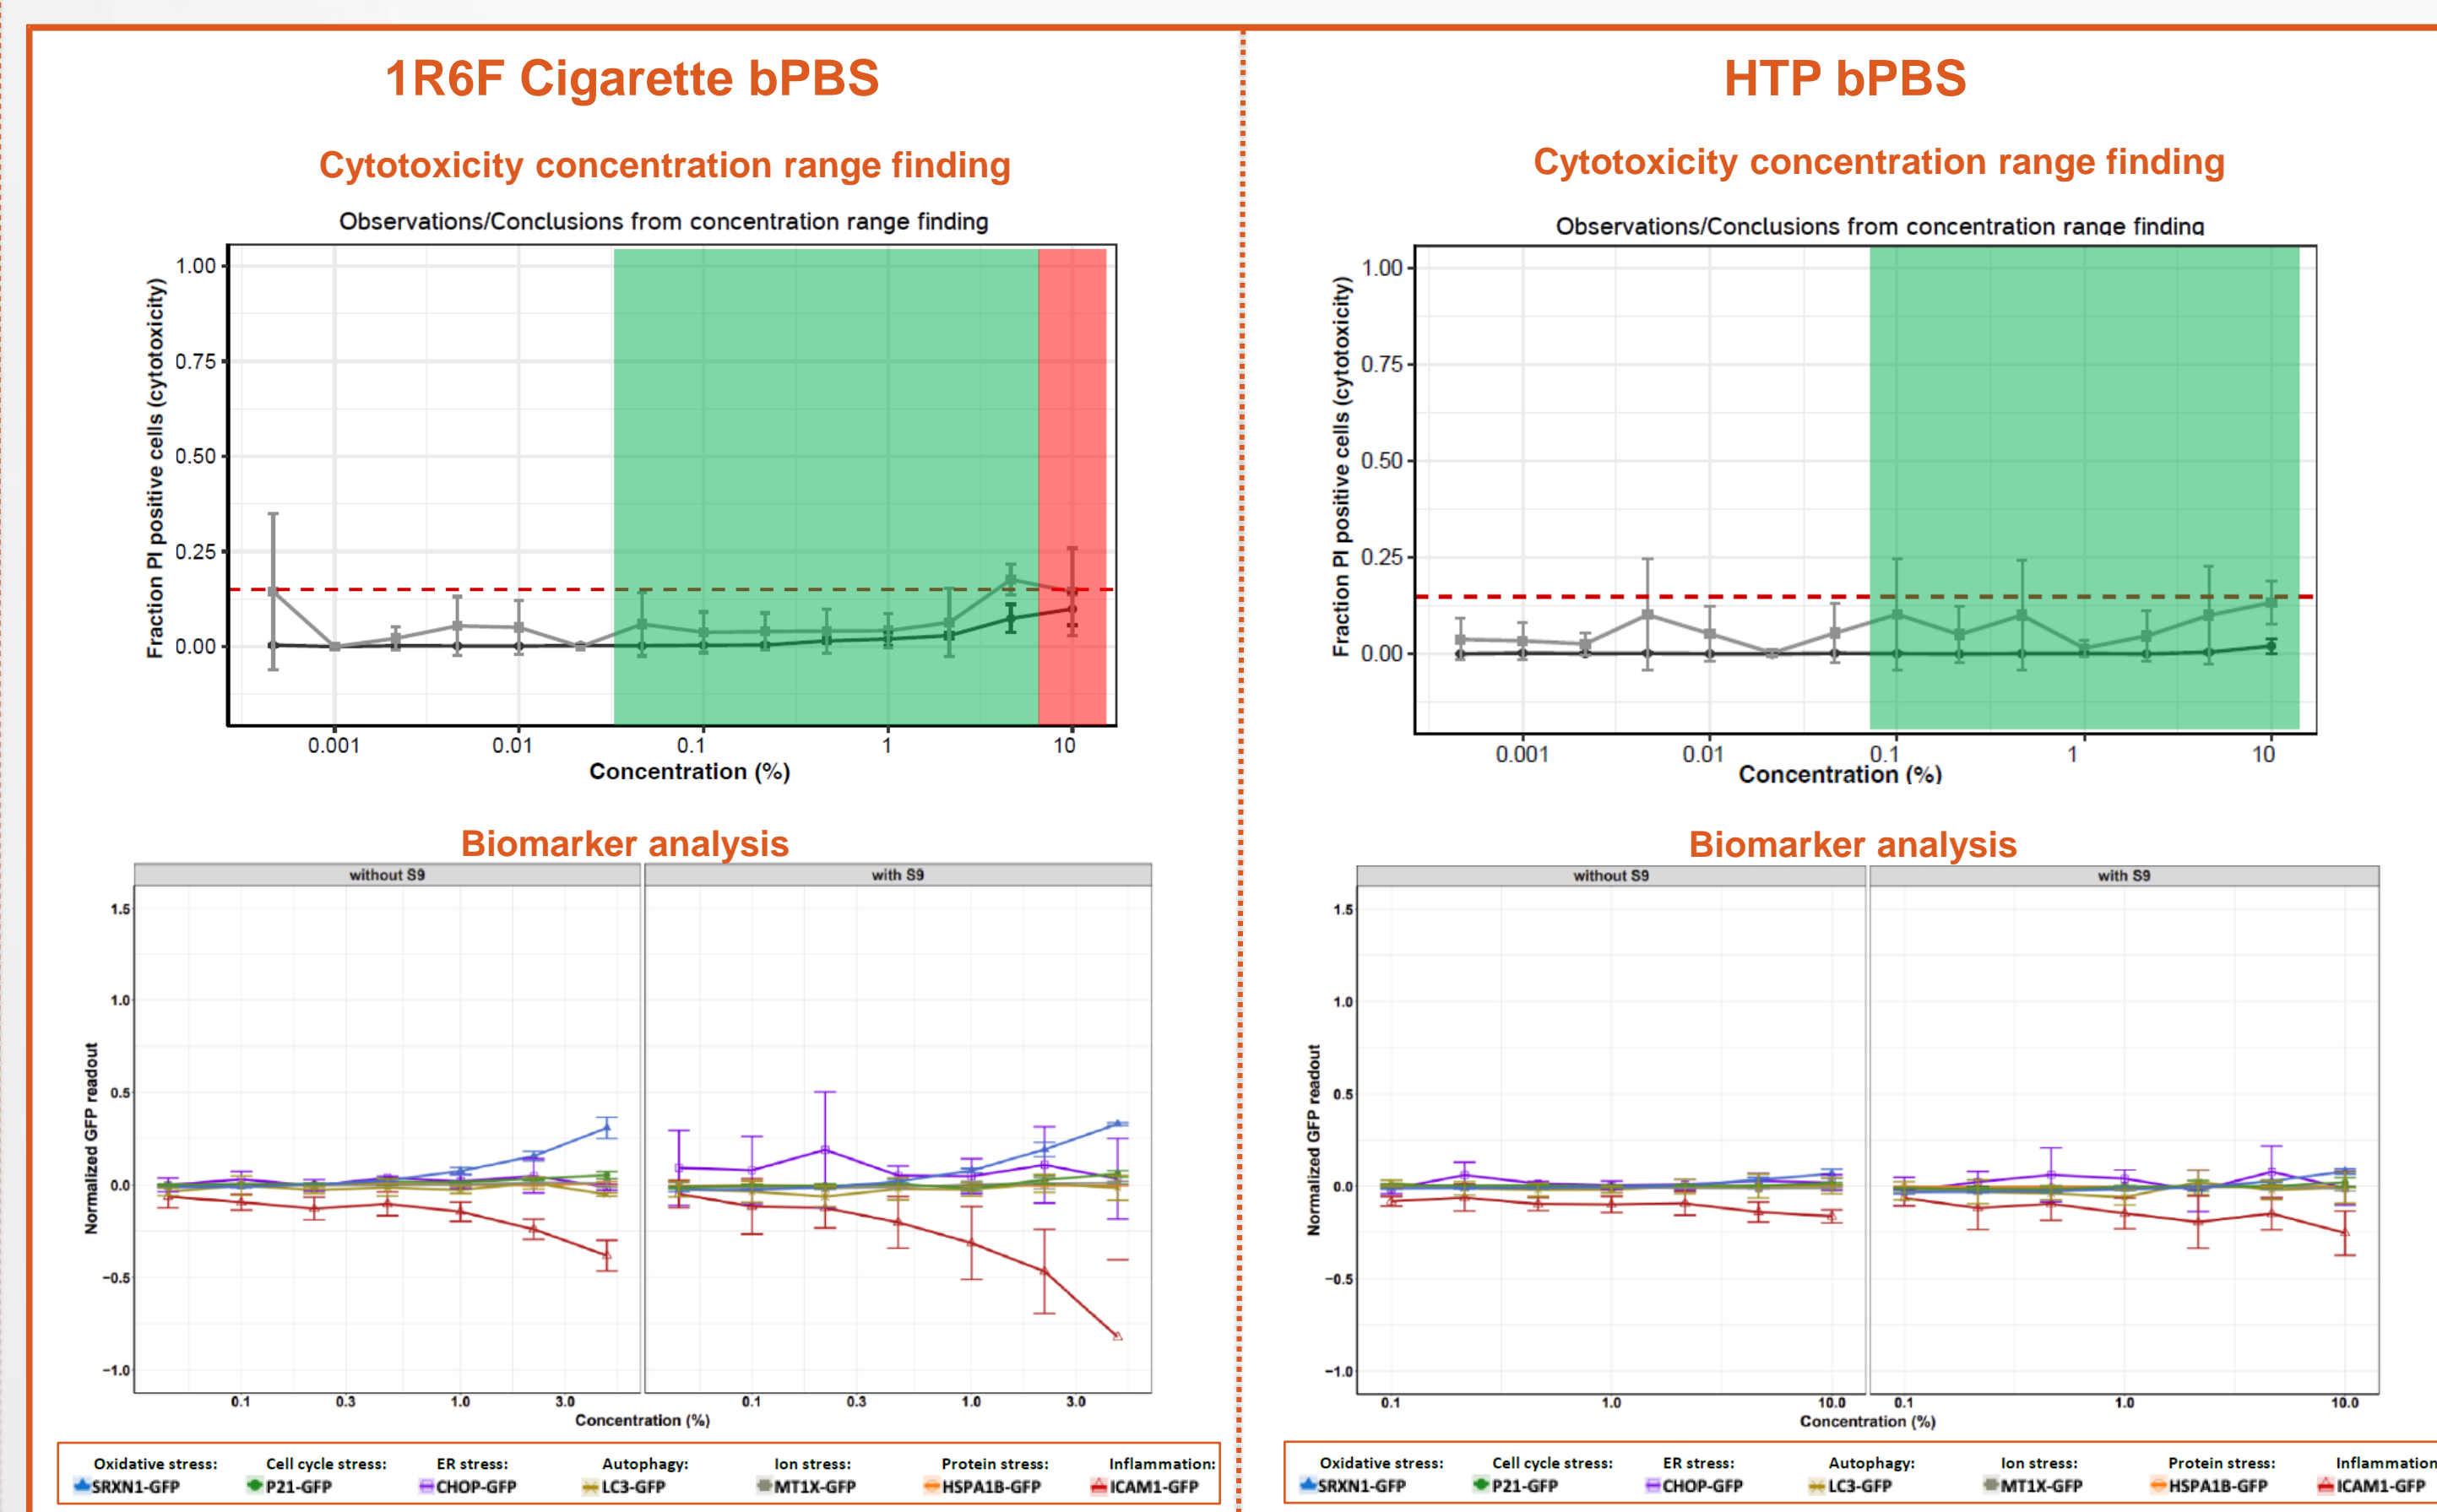 1R6F Cigarette bPBS
Cytotoxicity concentration range finding
Observations/Conclusions from concentration range finding
Fraction PI positive cells (cytotoxicity)
1.00
0.75
0.50
0.25
0.00
0.001 0.01 0.1 1 10
Concentration (%)
Biomarker analysis
without S9 with S9
Normalized GFP readout
1.5
1.0
0.5
0.0
−0.5
−1.0
0.1 0.3 1.0 3.0 0.1 0.3 1.0 3.0
Concentration (%)
Oxidative stress: Cell cycle stress: ER stress: Autophagy: Ion stress: Protein stress: Inflammation:
SRXN1-GFP P21-GFP CHOP-GFP LC3-GFP MT1X-GFP HSPA1B-GFP ICAM1-GFP
HTP bPBS
Cytotoxicity concentration range finding
Observations/Conclusions from concentration range finding
Fraction PI positive cells (cytotoxicity)
1.00
0.75
0.50
0.25
0.00
0.001 0.01 0.1 1 10
Concentration (%)
Biomarker analysis
without S9 with S9
Normalized GFP readout
1.5
1.0
0.5
0.0
−0.5
−1.0
0.1 1.0 10.0 0.1 1.0 10.0
Concentration (%)
Oxidative stress: Cell cycle stress: ER stress: Autophagy: Ion stress: Protein stress: Inflammation
SRXN1-GFP P21-GFP CHOP-GFP LC3-GFP MT1X-GFP HSPA1B-GFP ICAM1-GFP